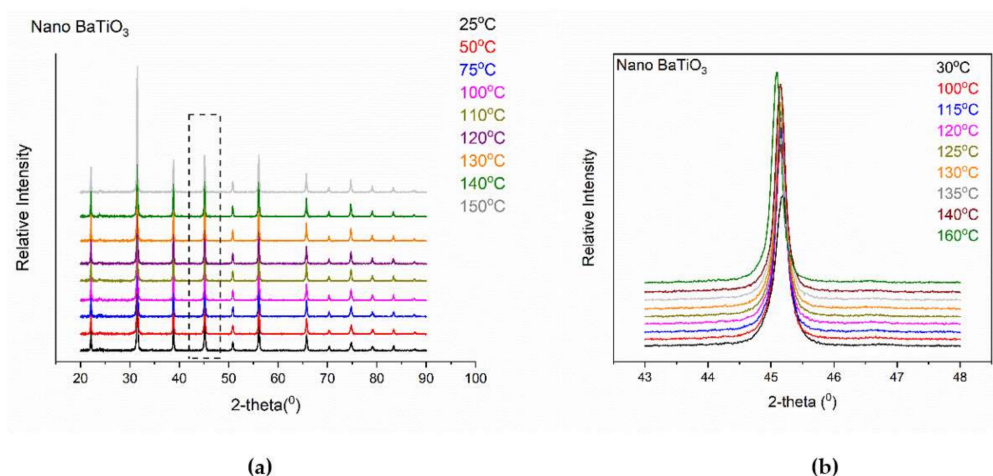 Nano BaTiO₃
25°C
50°C
75°C
100°C
110°C
120°C
130°C
140°C
150°C
Relative Intensity
20 30 40 50 60 70 80 90 100
2-theta(⁰)
(a)
Nano BaTiO₃
30°C
100°C
115°C
120°C
125°C
130°C
135°C
140°C
160°C
Relative Intensity
43 44 45 46 47 48
2-theta (⁰)
(b)